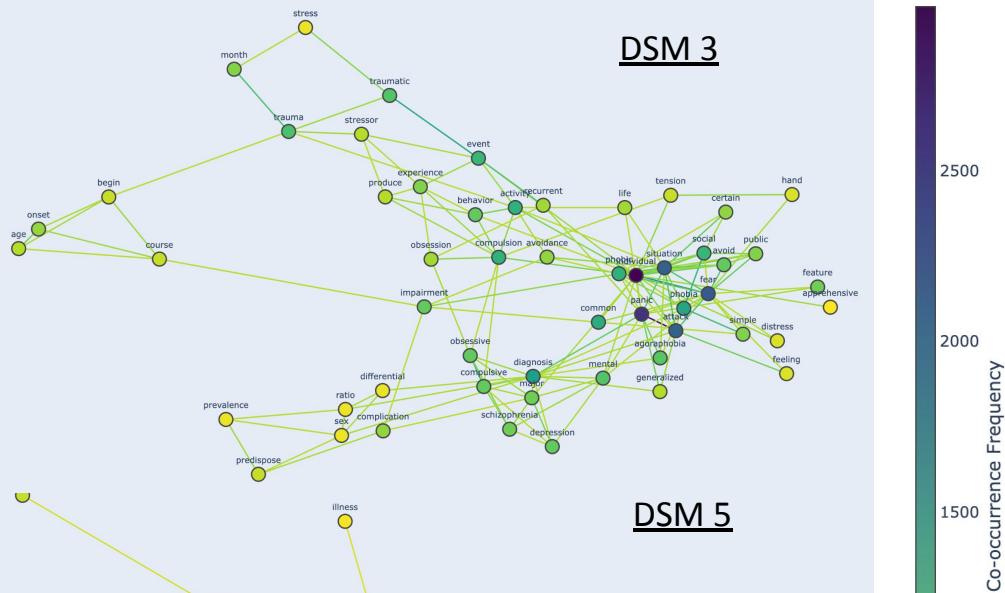 stress
DSM 3
month
traumatic
trauma
stressor
event
2500
begin
produce
experience
behavior
activity
recurrent
life
tension
hand
certain
onset
age
course
obsession
compulsion
avoidance
phobic
individual
situation
social
avoid
public
fear
feature
apprehensive
impairment
common
panic
phobia
attack
simple
distress
2000
obsessive
diagnosis
agoraphobia
feeling
compulsive
major
mental
generalized
differential
ratio
prevalence
sex
complication
schizophrenia
depression
predispose
illness
DSM 5
1500
Co-occurrence Frequency